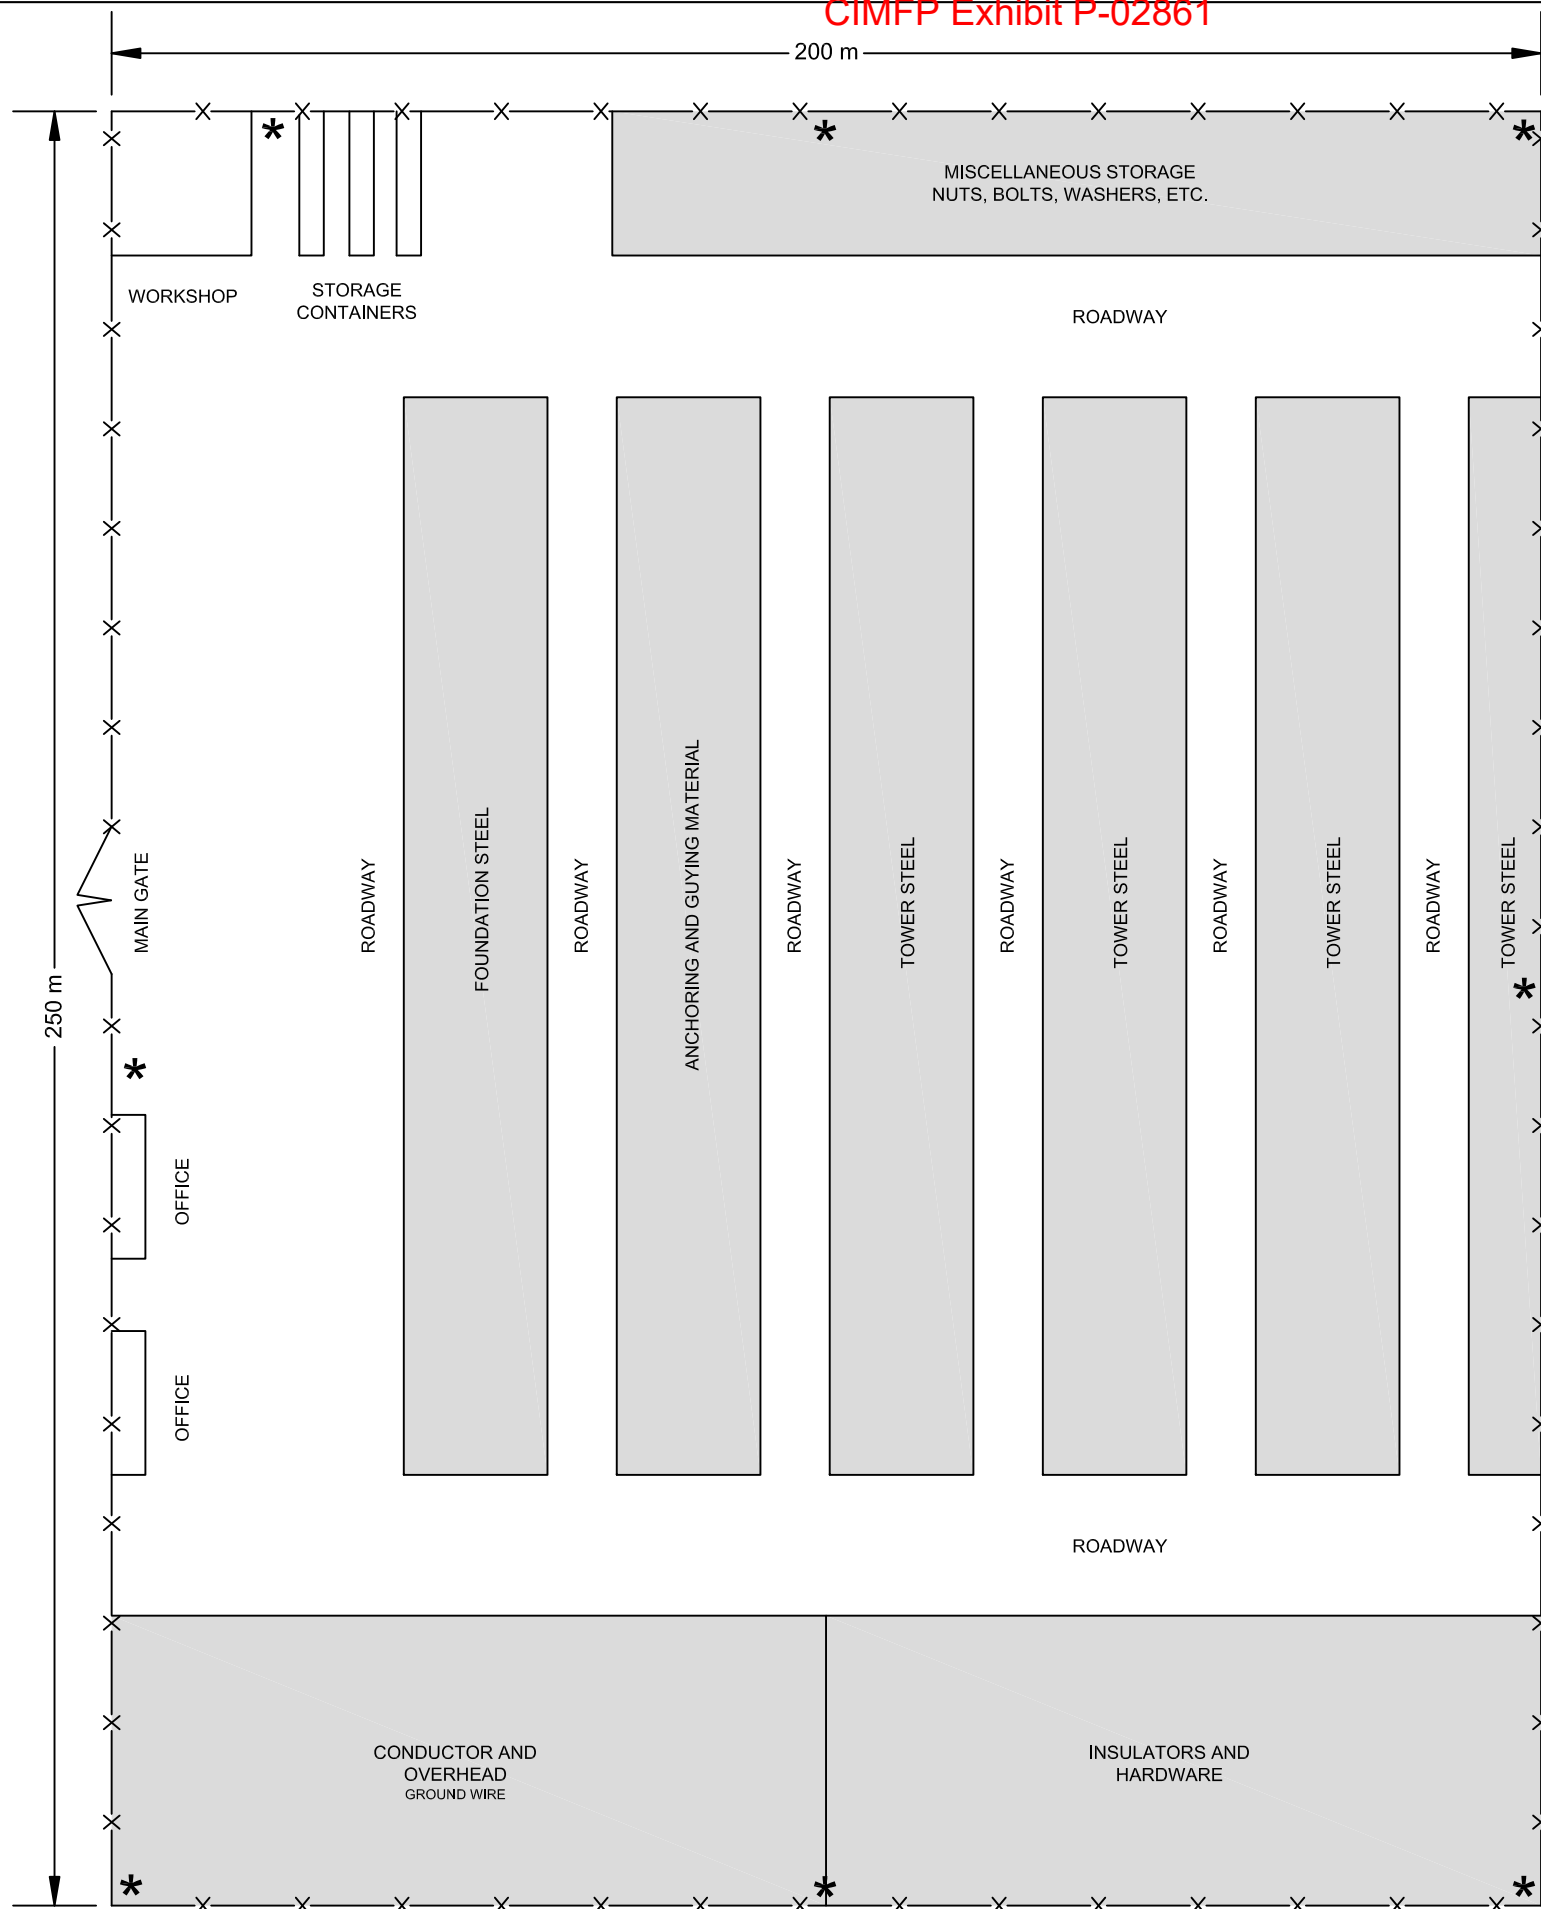 CIMFP Exhibit P-02861
200 m
MISCELLANEOUS STORAGE
NUTS, BOLTS, WASHERS, ETC.
WORKSHOP
STORAGE
CONTAINERS
ROADWAY
250 m
MAIN GATE
ROADWAY
FOUNDATION STEEL
ROADWAY
ANCHORING AND GUYING MATERIAL
ROADWAY
TOWER STEEL
ROADWAY
TOWER STEEL
ROADWAY
TOWER STEEL
ROADWAY
TOWER STEEL
OFFICE
OFFICE
ROADWAY
CONDUCTOR AND
OVERHEAD
GROUND WIRE
INSULATORS AND
HARDWARE